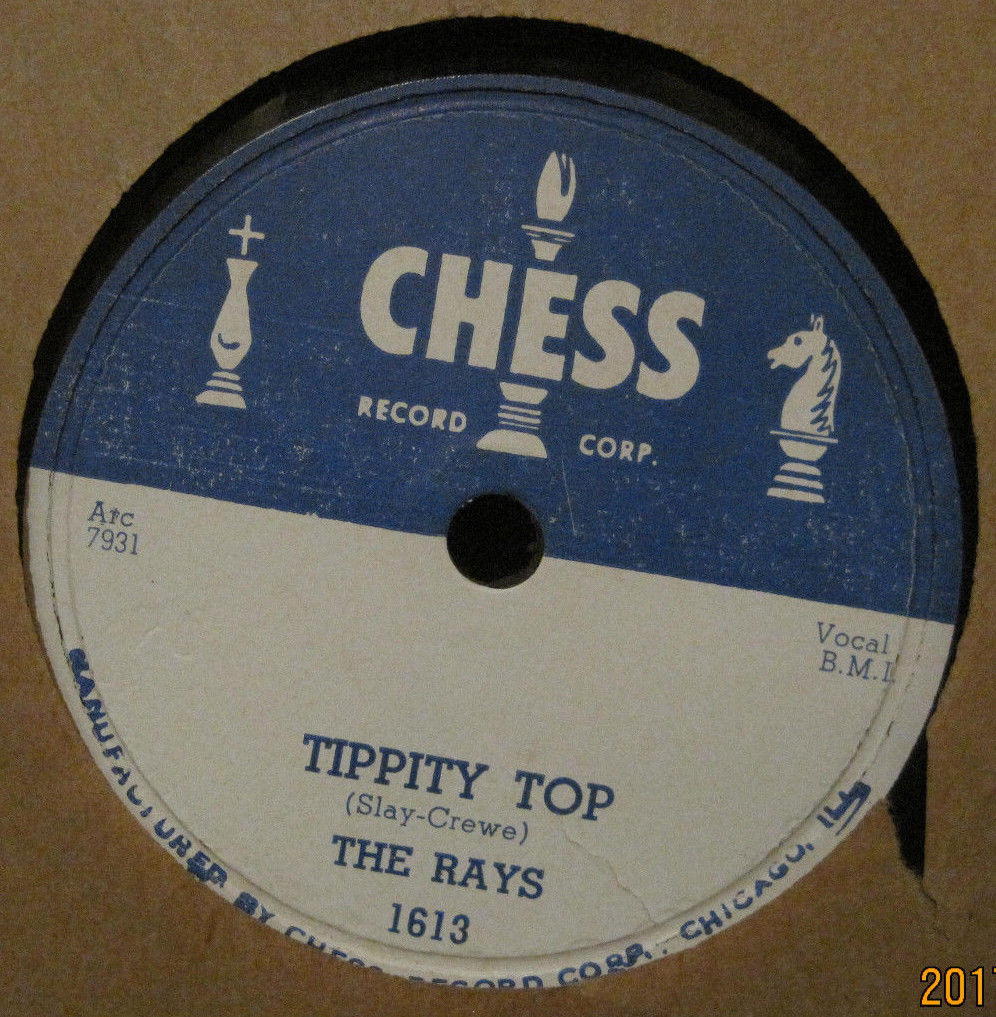 CHESS
RECORD CORP.
Arc
7931
Vocal
B.M.I.
TIPPITY TOP
(Slay-Crewe)
THE RAYS
1613
MANUFACTURED BY CHESS RECORD CORP., CHICAGO, ILL
2017